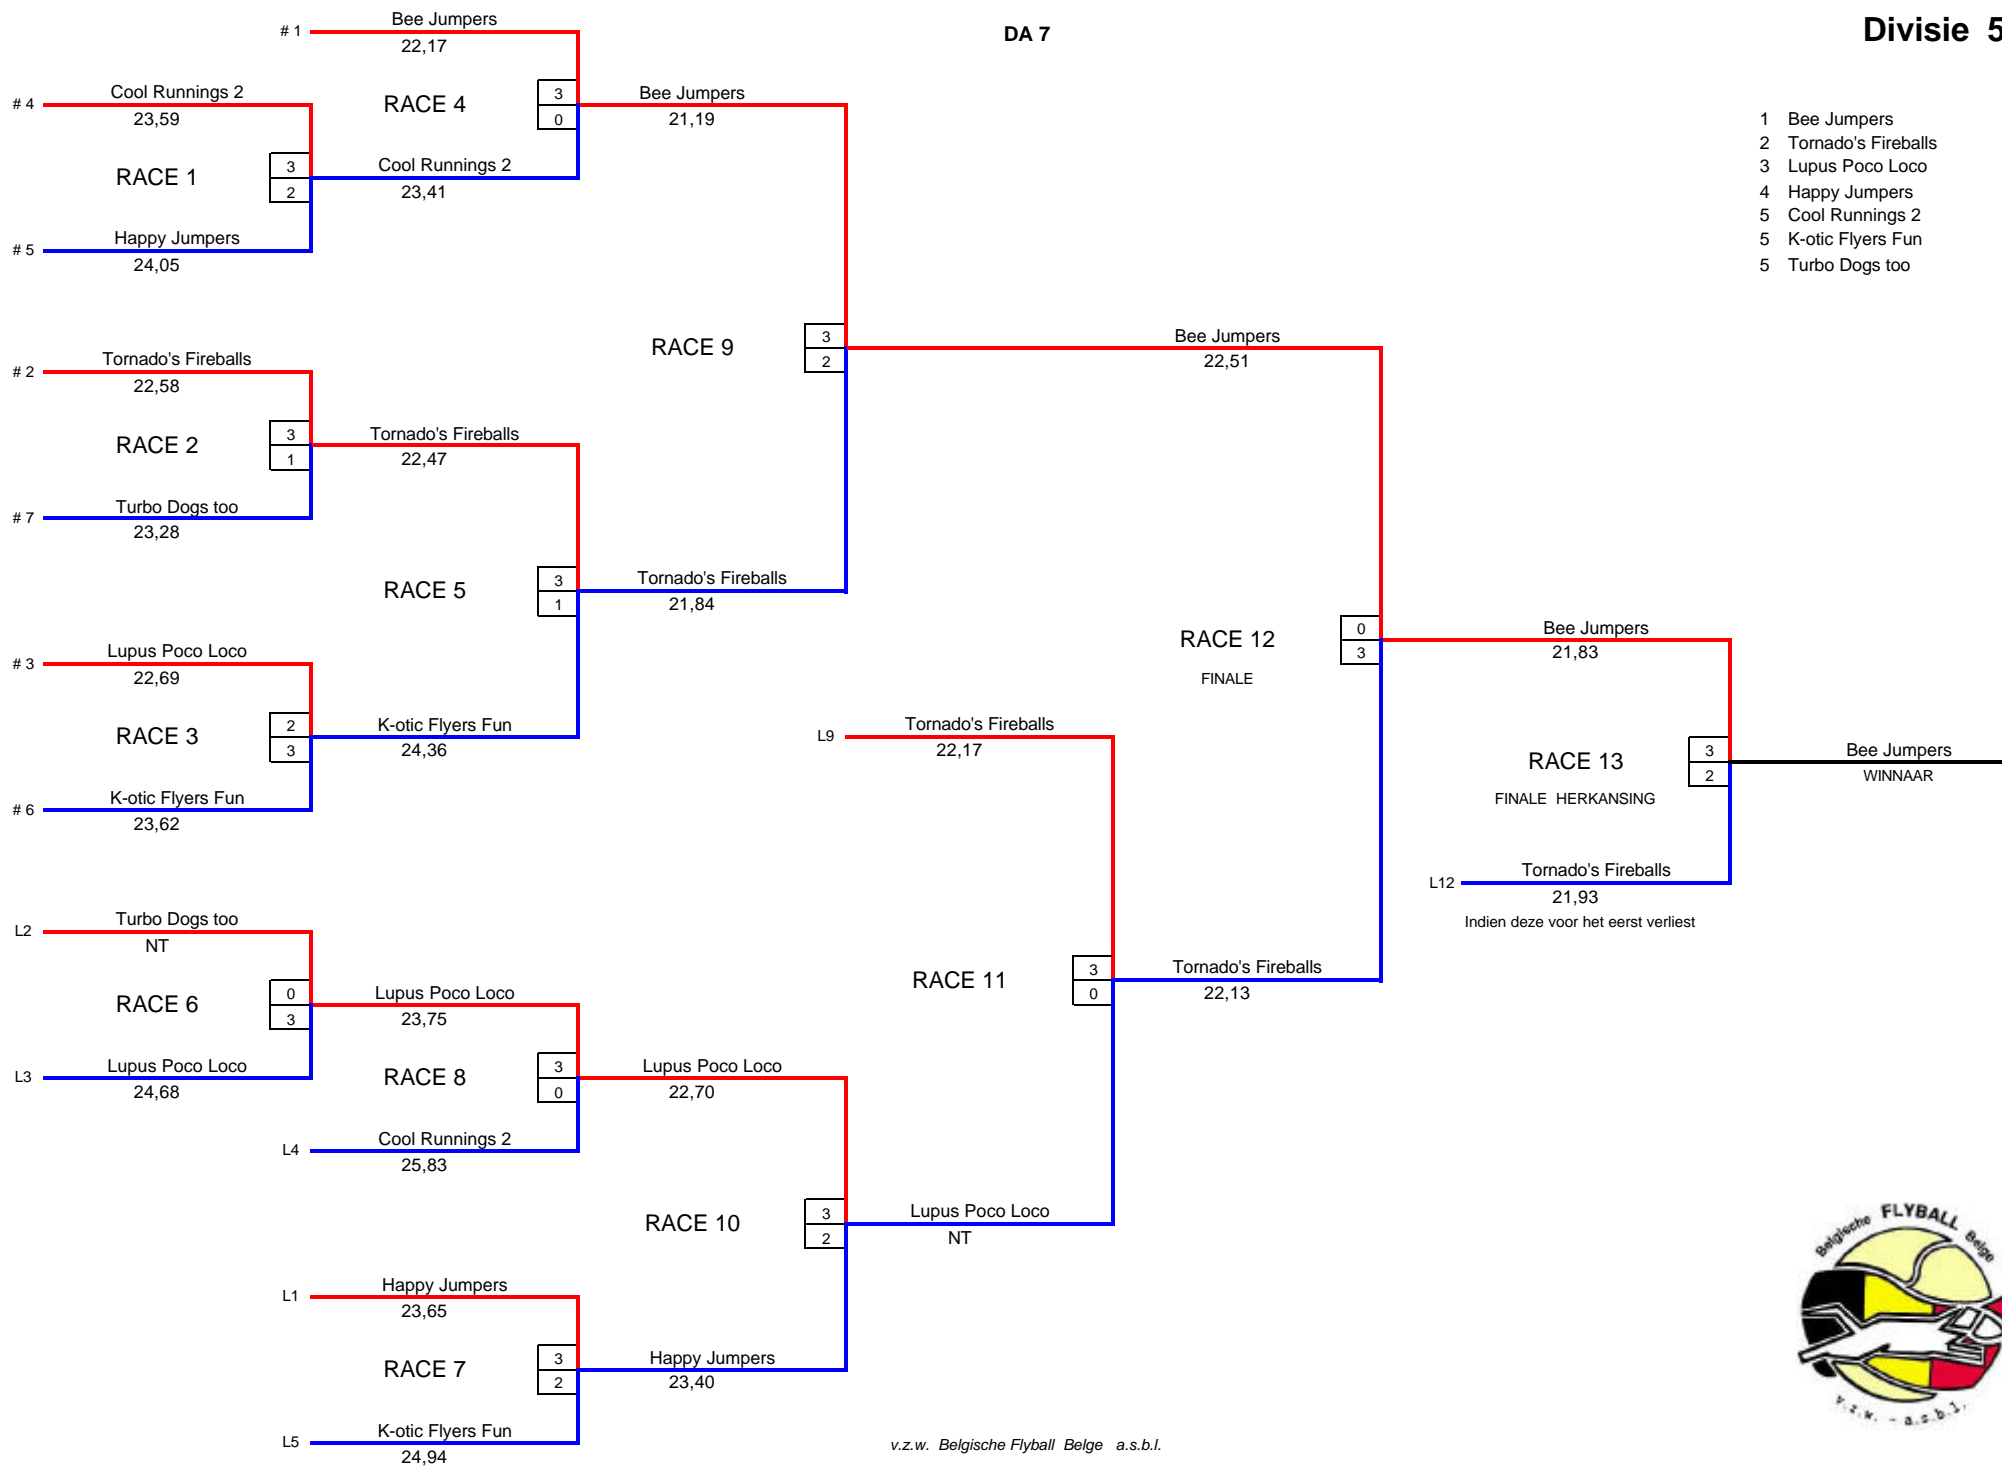 DA 7
Divisie 5
# 1
Bee Jumpers
22,17
# 4
Cool Runnings 2
23,59
RACE 4
3
0
Bee Jumpers
21,19
1 Bee Jumpers
2 Tornado's Fireballs
3 Lupus Poco Loco
4 Happy Jumpers
5 Cool Runnings 2
5 K-otic Flyers Fun
5 Turbo Dogs too
RACE 1
3
2
Cool Runnings 2
23,41
# 5
Happy Jumpers
24,05
RACE 9
3
2
Bee Jumpers
22,51
# 2
Tornado's Fireballs
22,58
RACE 2
3
1
Tornado's Fireballs
22,47
# 7
Turbo Dogs too
23,28
RACE 5
3
1
Tornado's Fireballs
21,84
# 3
Lupus Poco Loco
22,69
RACE 12
FINALE
0
3
Bee Jumpers
21,83
RACE 3
2
3
K-otic Flyers Fun
24,36
L9
Tornado's Fireballs
22,17
RACE 13
FINALE HERKANSING
3
2
Bee Jumpers
WINNAAR
# 6
K-otic Flyers Fun
23,62
L12
Tornado's Fireballs
21,93
Indien deze voor het eerst verliest
L2
Turbo Dogs too
NT
RACE 11
3
0
Tornado's Fireballs
22,13
RACE 6
0
3
Lupus Poco Loco
23,75
L3
Lupus Poco Loco
24,68
RACE 8
3
0
Lupus Poco Loco
22,70
L4
Cool Runnings 2
25,83
RACE 10
3
2
Lupus Poco Loco
NT
L1
Happy Jumpers
23,65
RACE 7
3
2
Happy Jumpers
23,40
L5
K-otic Flyers Fun
24,94
v.z.w. Belgische Flyball Belge a.s.b.l.
Belgische FLYBALL Belge
v.z.w. - a.s.b.l.